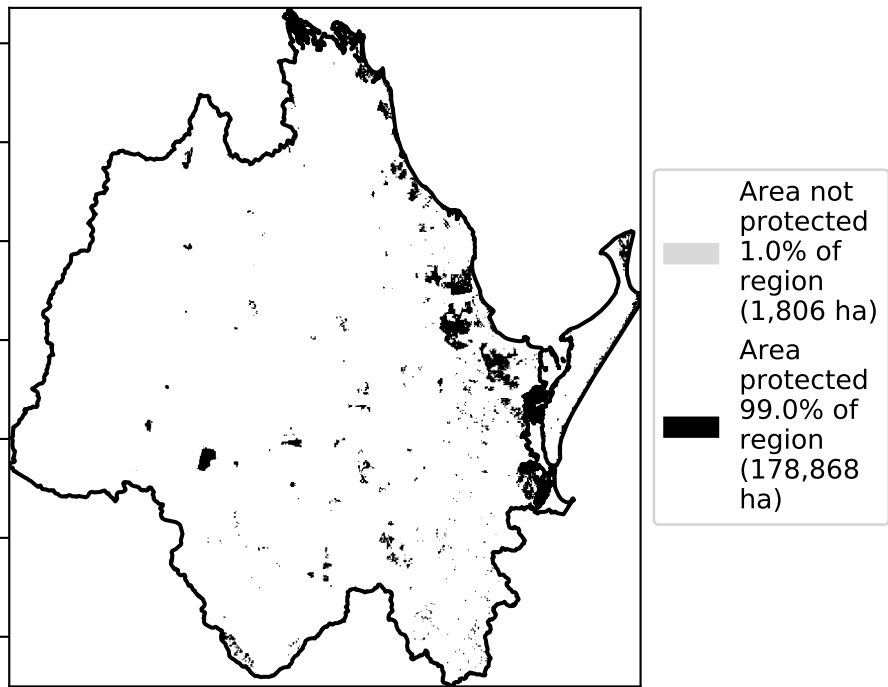 Area not
protected
1.0% of
region
(1,806 ha)
Area
protected
99.0% of
region
(178,868
ha)